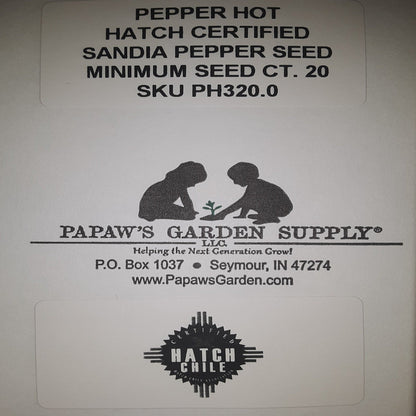 PEPPER HOT
HATCH CERTIFIED
SANDIA PEPPER SEED
MINIMUM SEED CT. 20
SKU PH320.0
PAPAW'S GARDEN SUPPLY®
LLC.
Helping the Next Generation Grow!
P.O. Box 1037 • Seymour, IN 47274
www.PapawsGarden.com
CERTIFIED
HATCH
CHILE